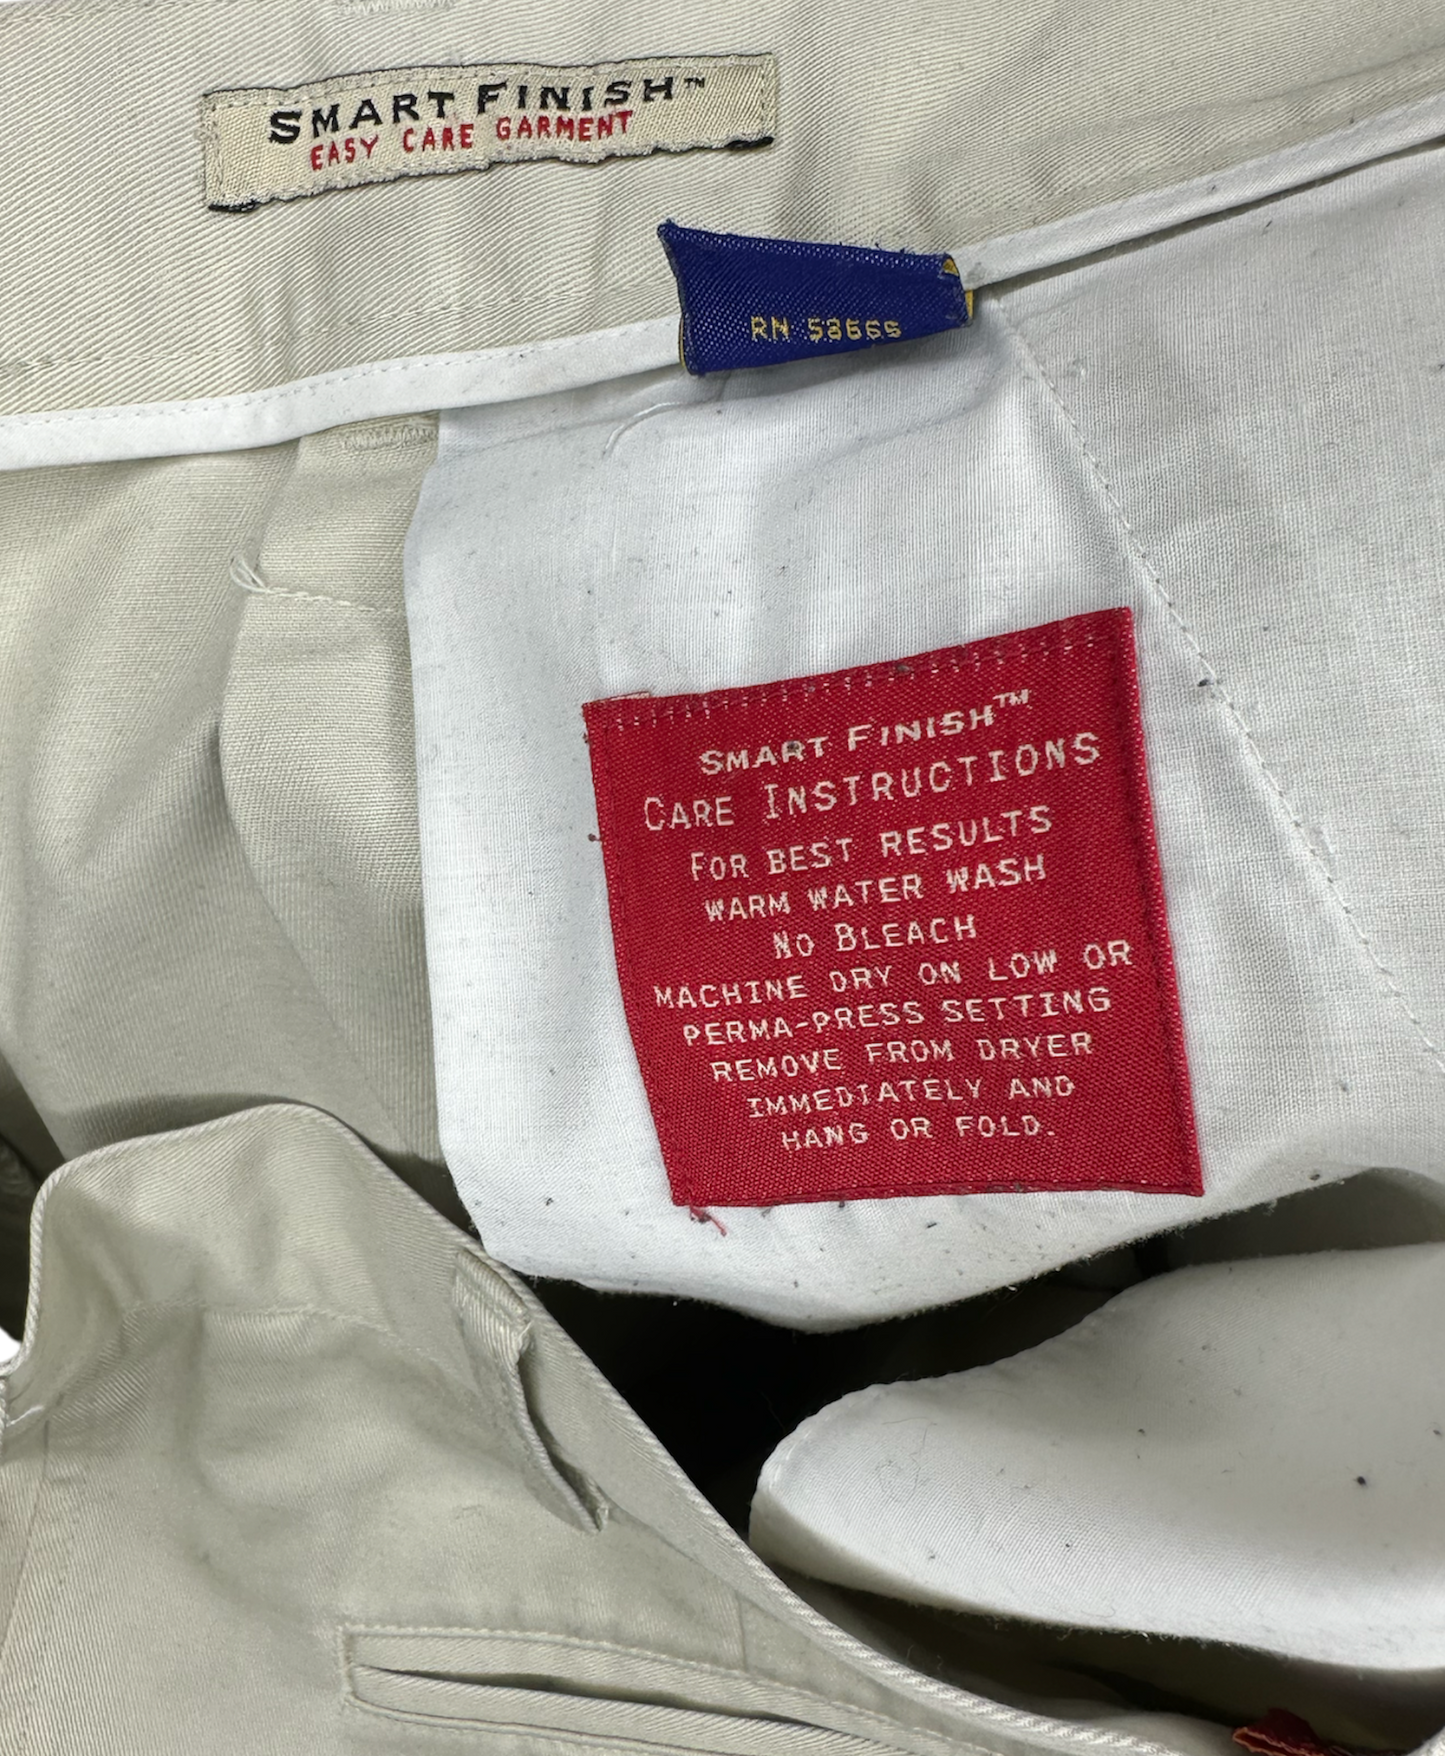 SMART FINISH™
EASY CARE GARMENT
RN
SMART FINISH™
CARE INSTRUCTIONS
FOR BEST RESULTS
WARM WATER WASH
NO BLEACH
MACHINE DRY ON LOW OR
PERMA-PRESS SETTING
REMOVE FROM DRYER
IMMEDIATELY AND
HANG OR FOLD.